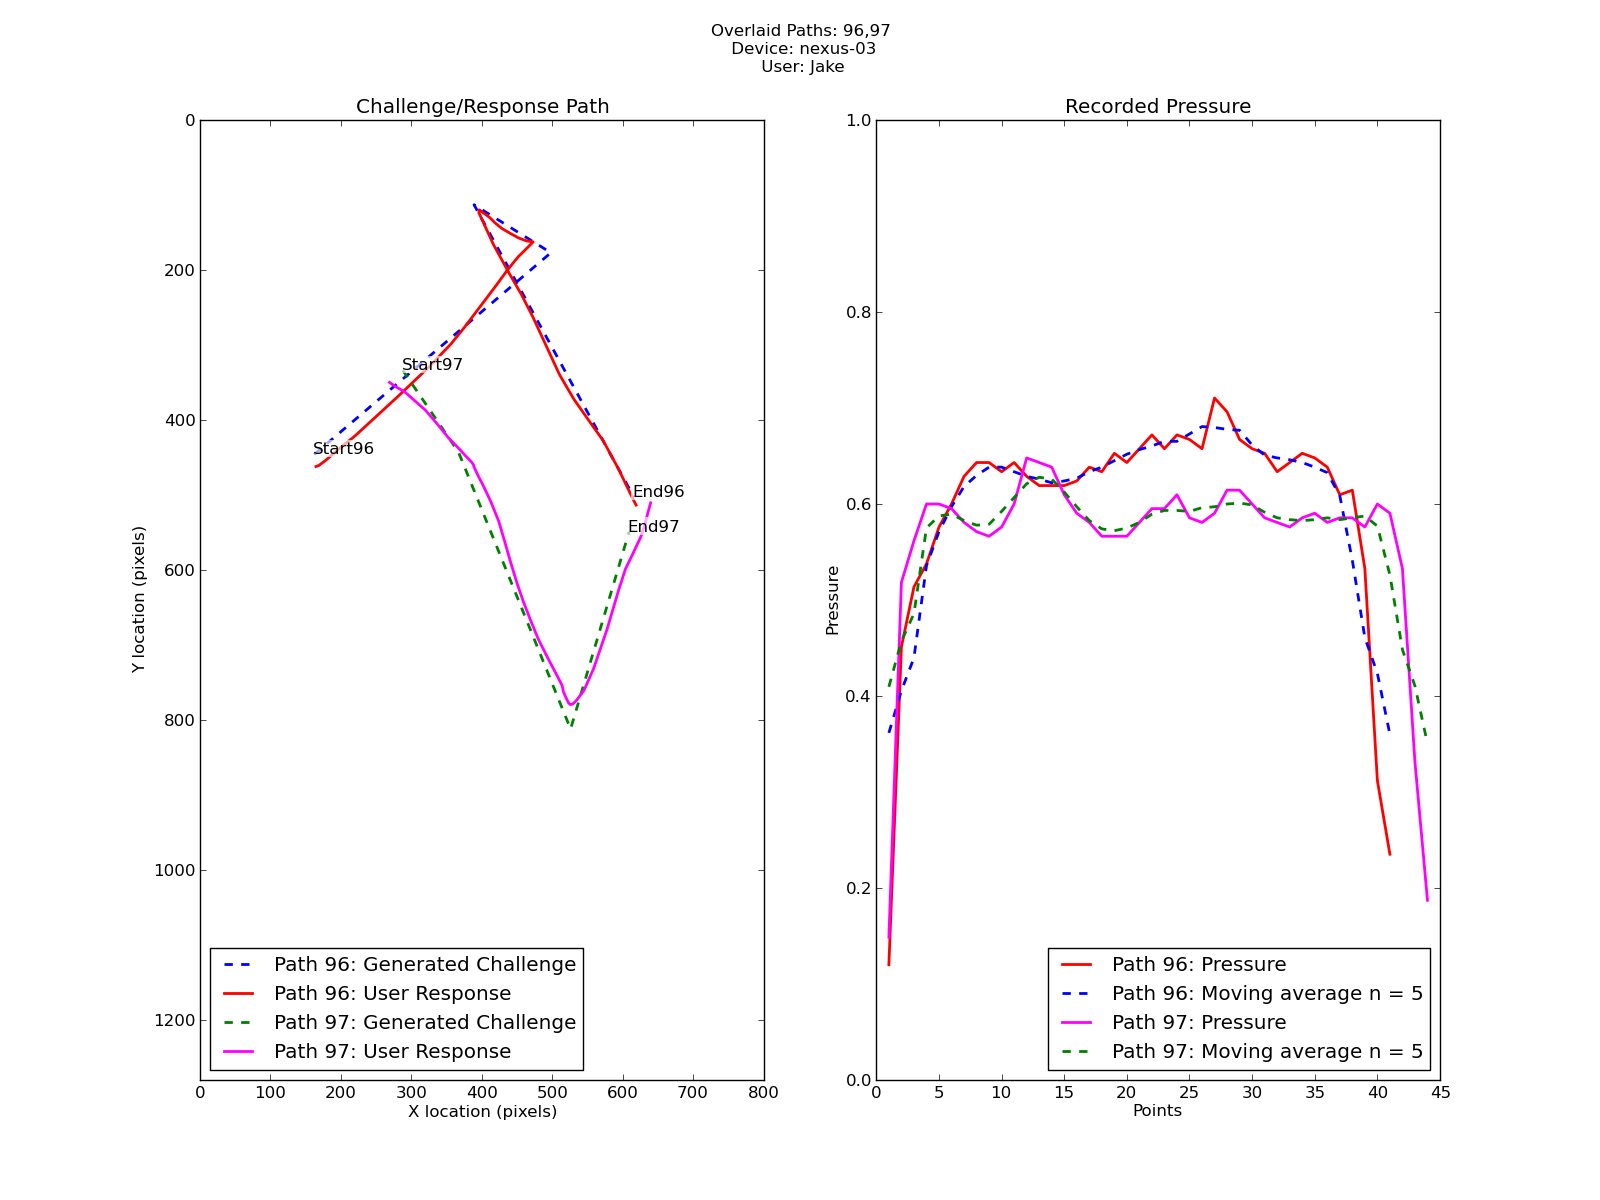 Overlaid Paths: 96,97
Device: nexus-03
User: Jake
Challenge/Response Path
0
200
400
600
800
1000
1200
Y location (pixels)
Start97
Start96
End96
End97
Path 96: Generated Challenge
Path 96: User Response
Path 97: Generated Challenge
Path 97: User Response
0 100 200 300 400 500 600 700 800
X location (pixels)
Recorded Pressure
1.0
0.8
0.6
0.4
0.2
0.0
Pressure
Path 96: Pressure
Path 96: Moving average n = 5
Path 97: Pressure
Path 97: Moving average n = 5
0 5 10 15 20 25 30 35 40 45
Points